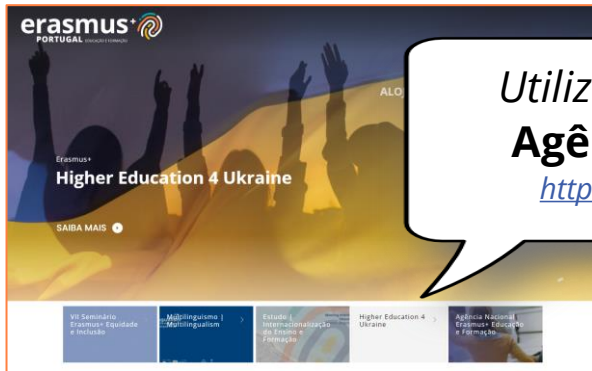 erasmus+
PORTUGAL EDUCAÇÃO E FORMAÇÃO
ALOJ
Utiliz
Agê
http
Erasmus+
Higher Education 4 Ukraine
SAIBA MAIS
VII Seminário
Erasmus+ Equidade
e Inclusão
Multilinguismo |
Multilingualism
Estudo |
Internacionalização
do Ensino e
Formação
Higher Education 4
Ukraine
Agência Nacional
Erasmus+ Educação
e Formação